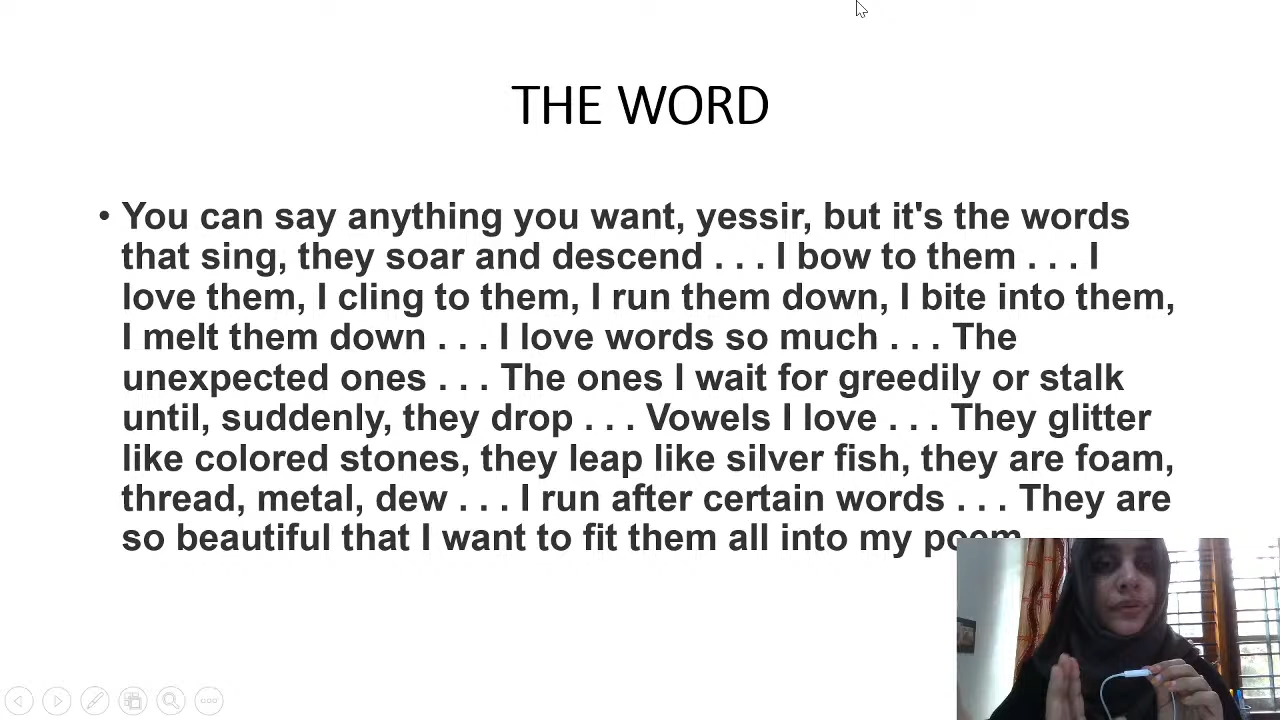 THE WORD
• You can say anything you want, yessir, but it's the words
that sing, they soar and descend . . . I bow to them . . . I
love them, I cling to them, I run them down, I bite into them,
I melt them down . . . I love words so much . . . The
unexpected ones . . . The ones I wait for greedily or stalk
until, suddenly, they drop . . . Vowels I love . . . They glitter
like colored stones, they leap like silver fish, they are foam,
thread, metal, dew . . . I run after certain words . . . They are
so beautiful that I want to fit them all into my poem